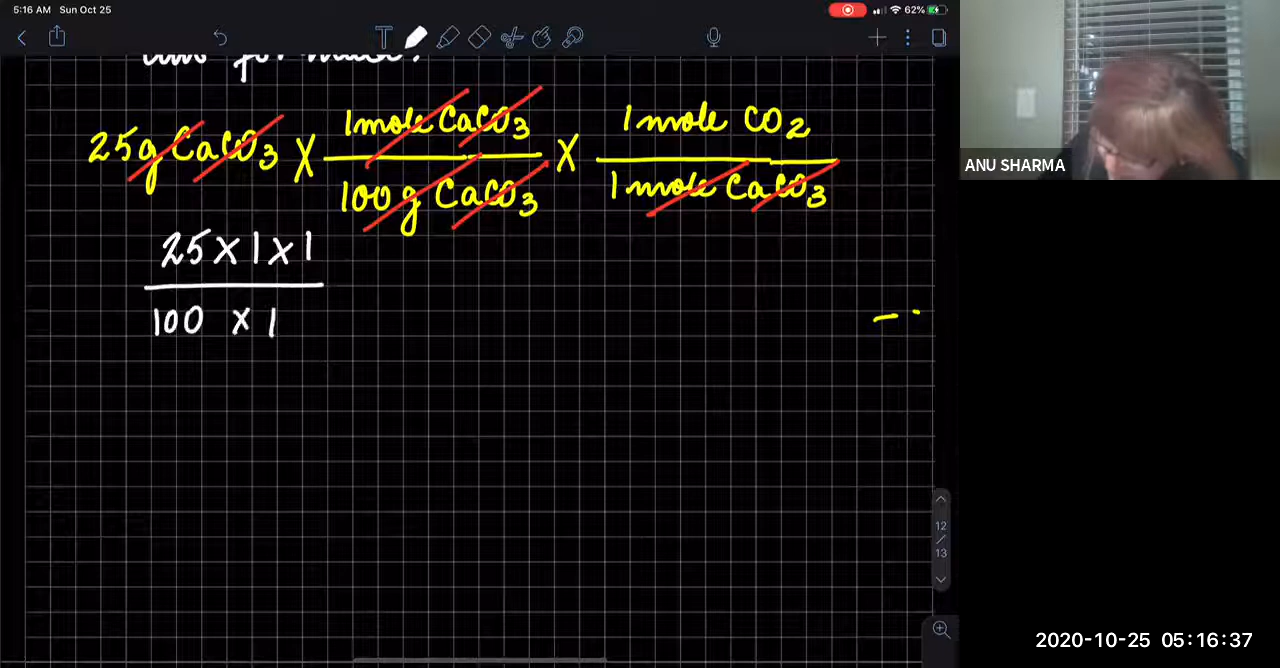 5:16 AM Sun Oct 25 62%
25g CaCO3 X 1mole CaCO3 X 1mole CO2
100g CaCO3 1mole CaCO3
25 X 1 X 1
100 X 1
12
13
ANU SHARMA
2020-10-25 05:16:37